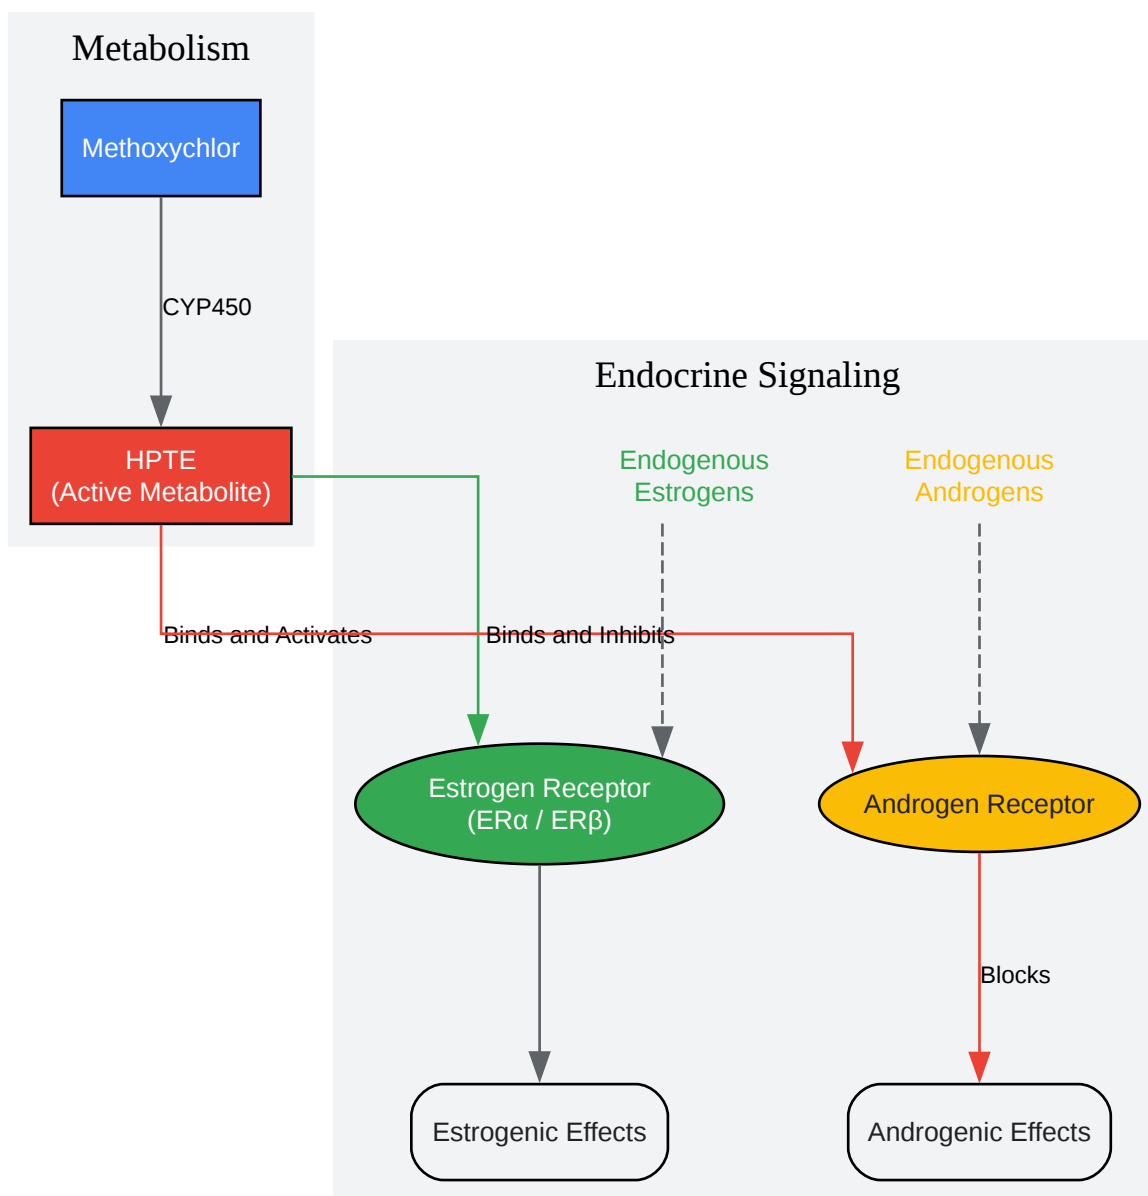 Metabolism
Methoxychlor
CYP450
HPTE
(Active Metabolite)
Endocrine Signaling
Endogenous
Estrogens
Endogenous
Androgens
Binds and Activates
Binds and Inhibits
Estrogen Receptor
(ERα / ERβ)
Androgen Receptor
Blocks
Estrogenic Effects
Androgenic Effects